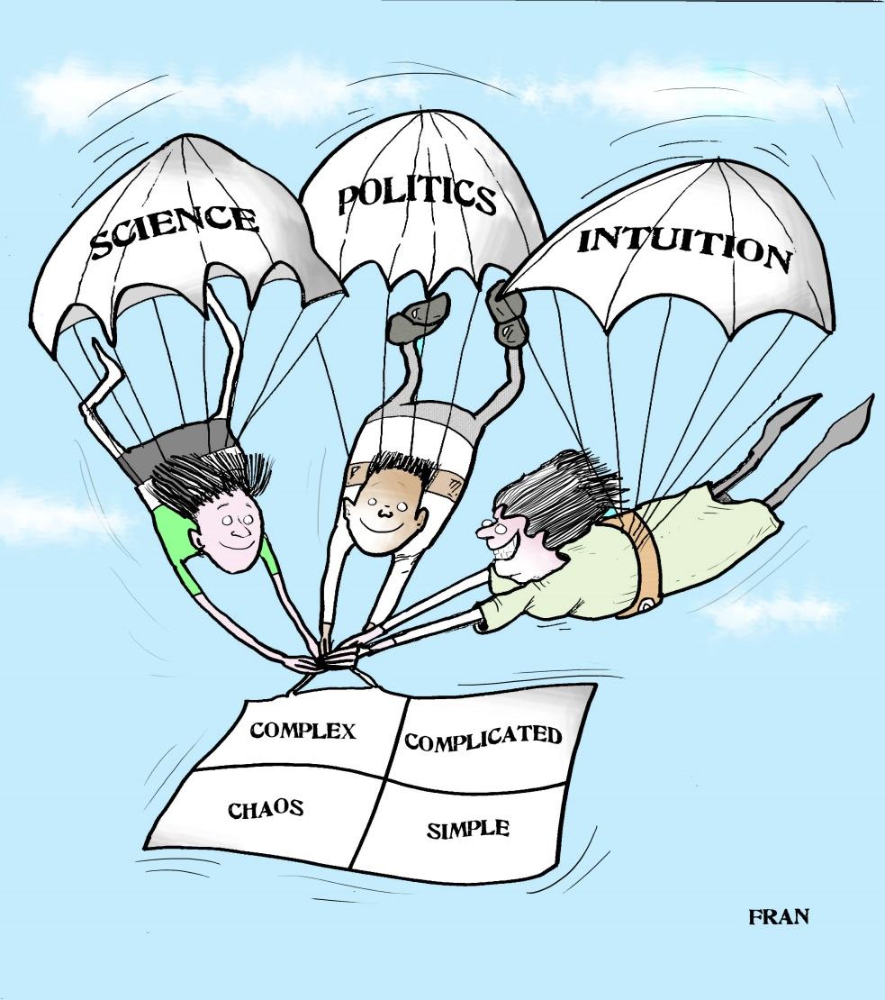 SCIENCE
POLITICS
INTUITION
COMPLEX
COMPLICATED
CHAOS
SIMPLE
FRAN